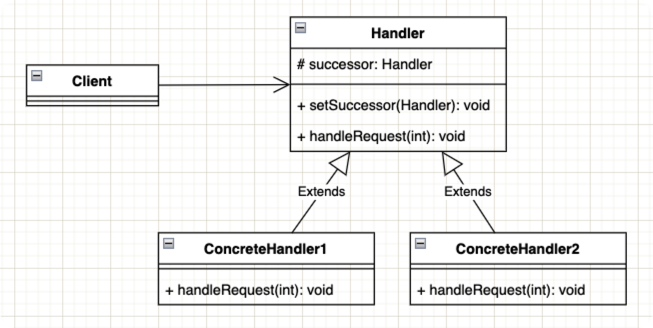 Handler
# successor: Handler
Client
+ setSuccessor(Handler): void
+ handleRequest(int): void
Extends
Extends
ConcreteHandler1
ConcreteHandler2
+ handleRequest(int): void
+ handleRequest(int): void